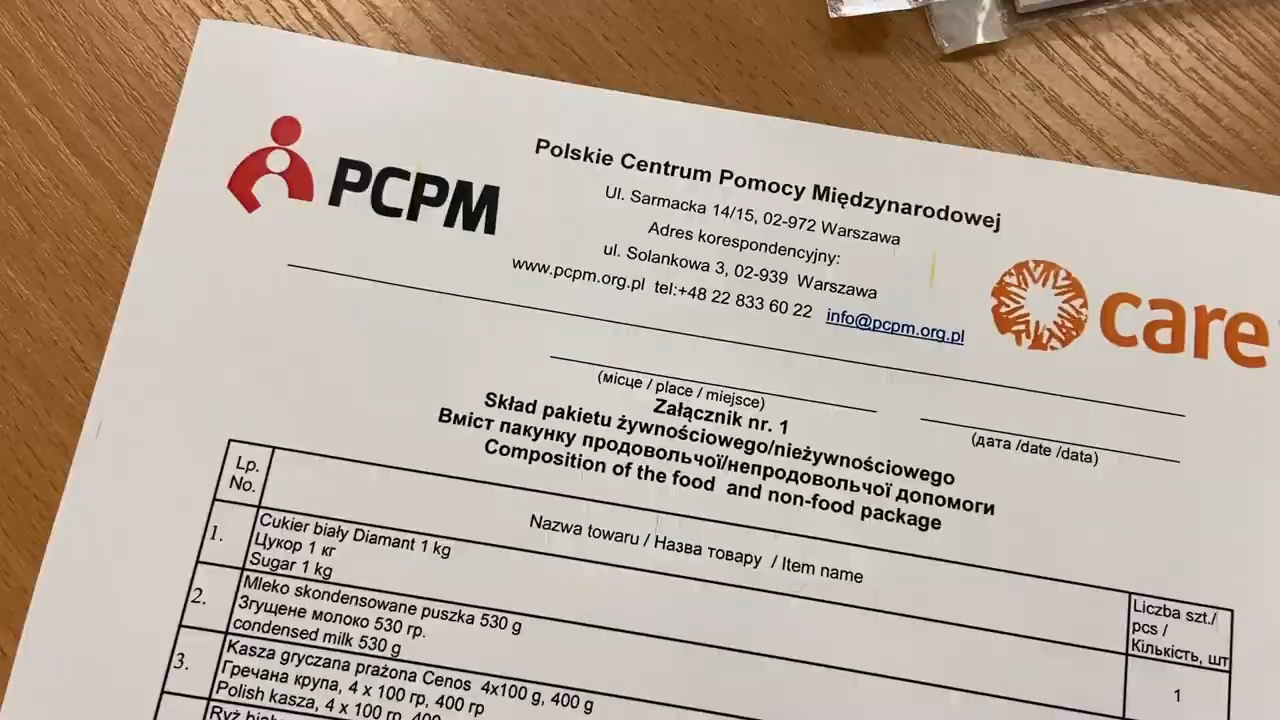 PCPM
Polskie Centrum Pomocy Międzynarodowej
Ul. Sarmacka 14/15, 02-972 Warszawa
Adres korespondencyjny:
ul. Solankowa 3, 02-939 Warszawa
www.pcpm.org.pl tel:+48 22 833 60 22 info@pcpm.org.pl
care
(місце / place / miejsce)
(дата /date /data)
Załącznik nr. 1
Skład pakietu żywnościowego/nieżywnościowego
Вміст пакунку продовольчої/непродовольчої допомоги
Composition of the food and non-food package
Lp.
No.
Nazwa towaru / Назва товару / Item name
Liczba szt./
pcs /
Кількість, шт
1.
Cukier biały Diamant 1 kg
Цукор 1 кг
Sugar 1 kg
1
2.
Mleko skondensowane puszka 530 g
Згущене молоко 530 гр.
condensed milk 530 g
3.
Kasza gryczana prażona Cenos 4x100 g, 400 g
Гречана крупа, 4 x 100 гр, 400 гр
Polish kasza, 4 x 100 гр, 400
Ryż